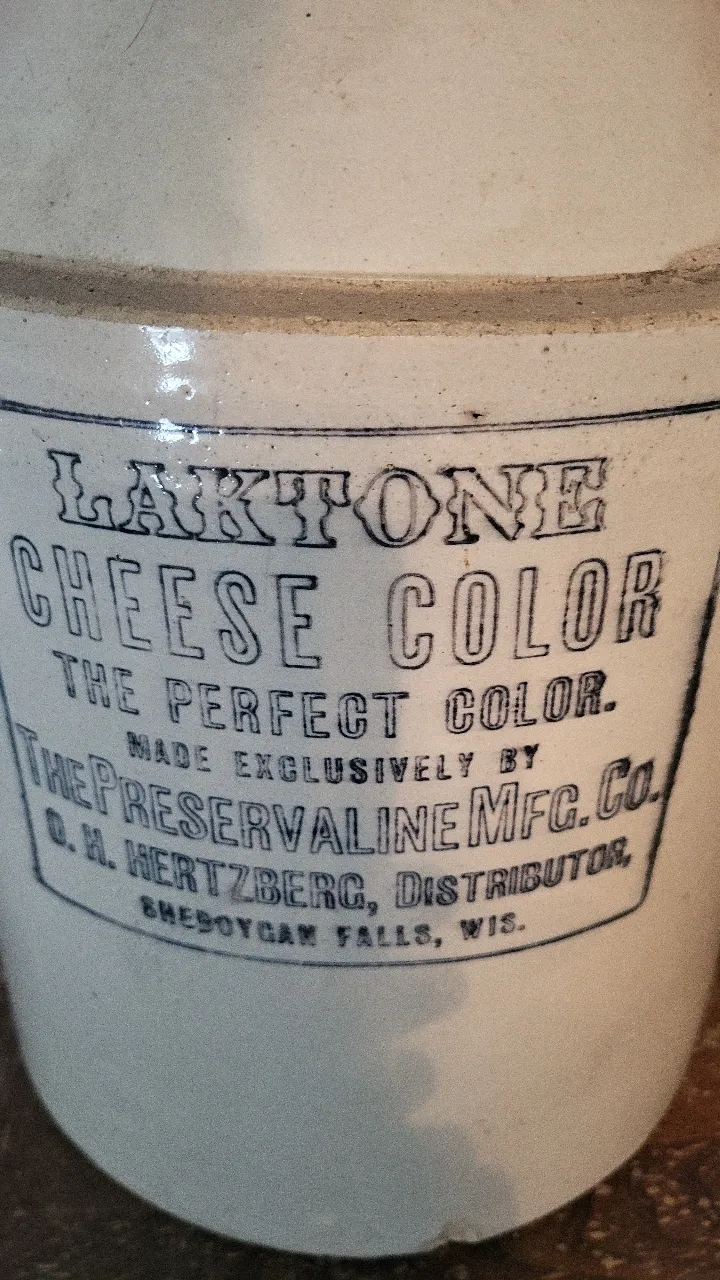 LAKTONE
CHEESE COLOR
THE PERFECT COLOR.
MADE EXCLUSIVELY BY
THE PRESERVALINE MFG. CO.
O. H. HERTZBERG, DISTRIBUTOR,
SHEBOYGAN FALLS, WIS.